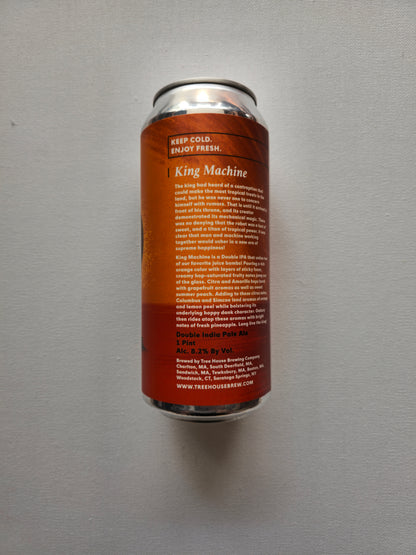 KEEP COLD.
ENJOY FRESH.
King Machine
The king had heard of a contraption that
could make the most tropical treats in the
land, but he was never one to concern
himself with rumors. That is until it arrived in
front of his throne, and its creator
demonstrated its mechanical magic. There
was no denying that the robot was a font of
sweet, and a titan of tropical power. It was
clear that man and machine working
together would usher in a new era of
supreme happiness!
King Machine is a Double IPA that
of our favorite juice bombs! Pouring a rich
orange color with layers of sticky foam,
creamy hop-saturated fruity notes jump out
of the glass. Citra and Amarillo hops burst
with grapefruit aromas as well as sweet
summer peach. Adding to these citrus notes,
Columbus and Simcoe lend aromas of orange
and lemon peel while bolstering its
underlying hoppy dank character. Galaxy
then rides atop these aromas with bright
notes of fresh pineapple. Long live the King!
Double India Pale Ale
1 Pint
Alc. 8.2% By Vol.
Brewed by Tree House Brewing Company
Charlton, MA, South Deerfield, MA,
Sandwich, MA, Tewksbury, MA, Boston, MA,
Woodstock, CT, Saratoga Springs, NY
WWW.TREEHOUSEBREW.COM